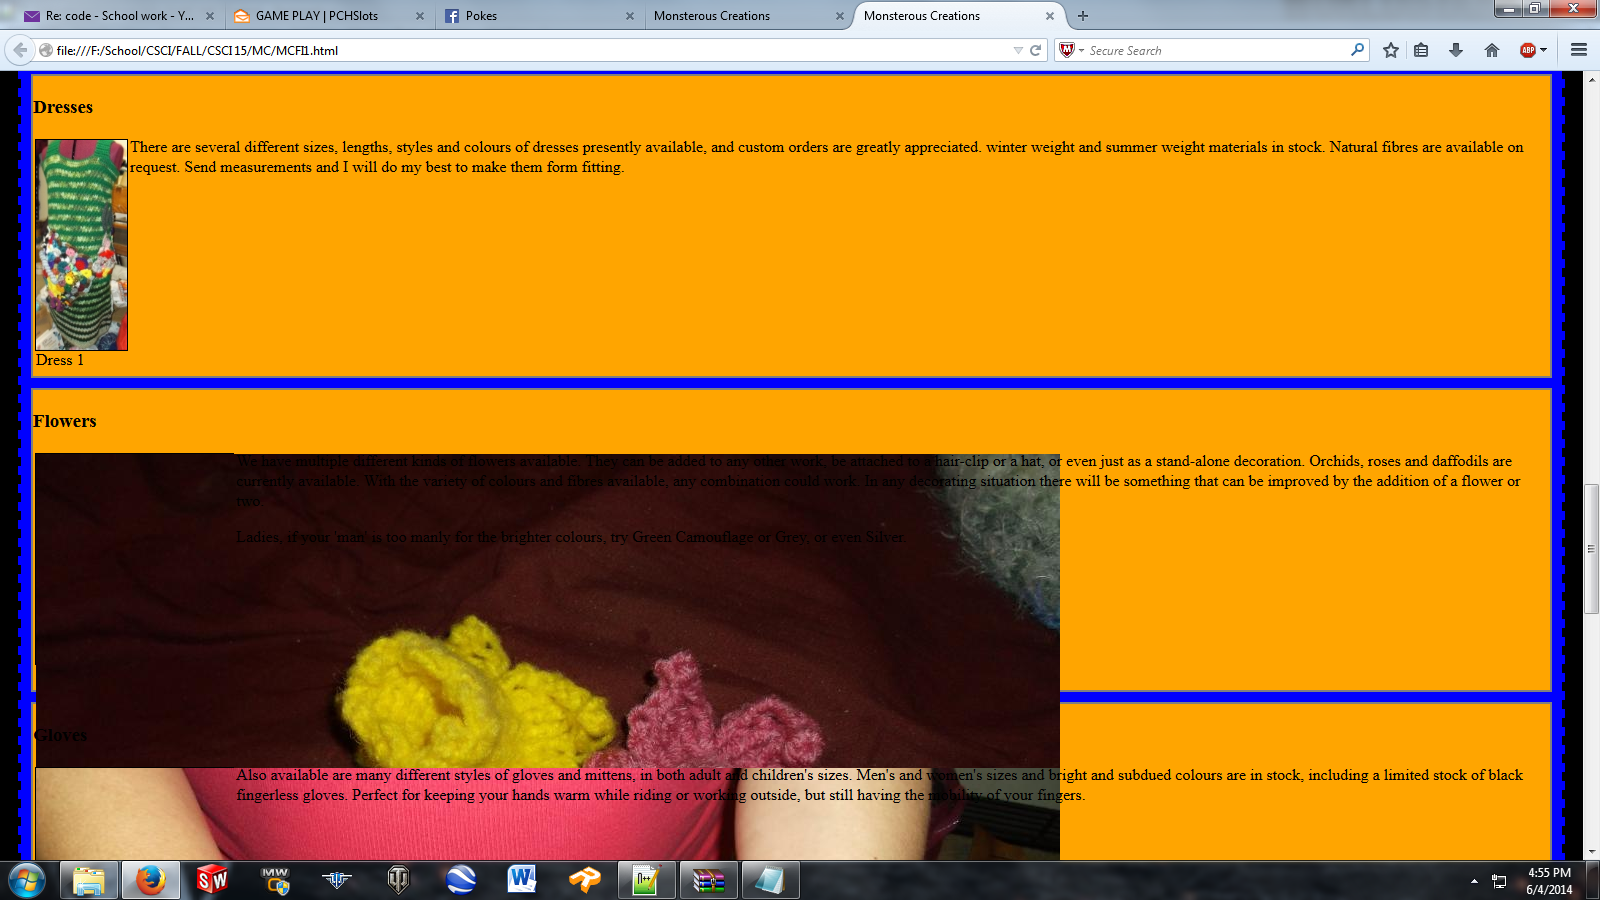 Re: code - School work - Y...
GAME PLAY | PCHSlots
Pokes
Monsterous Creations
Monsterous Creations
file:///F:/School/CSCI/FALL/CSCI15/MC/MCFI1.html
Secure Search
ABP
Dresses
There are several different sizes, lengths, styles and colours of dresses presently available, and custom orders are greatly appreciated. winter weight and summer weight materials in stock. Natural fibres are available on
request. Send measurements and I will do my best to make them form fitting.
Dress 1
Flowers
We have multiple different kinds of flowers available. They can be added to any other work, be attached to a hair-clip or a hat, or even just as a stand-alone decoration. Orchids, roses and daffodils are
currently available. With the variety of colours and fibres available, any combination could work. In any decorating situation there will be something that can be improved by the addition of a flower or
two.
Ladies, if your 'man' is too manly for the brighter colours, try Green Camouflage or Grey, or even Silver.
Gloves
Also available are many different styles of gloves and mittens, in both adult and children's sizes. Men's and women's sizes and bright and subdued colours are in stock, including a limited stock of black
fingerless gloves. Perfect for keeping your hands warm while riding or working outside, but still having the mobility of your fingers.
SW
MW
W
N++
4:55 PM
6/4/2014